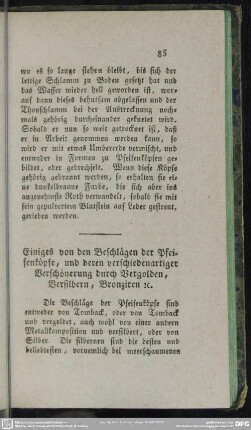 83
wo es so lange stehen bleibt, bis sich der
lettige Schlamm zu Boden gesetzt hat und
das Wasser wieder hell geworden ist, wor-
auf dann dieses behutsam abgelassen und der
Thonschlamm bei der Austrocknung noch-
mals gehörig durcheinander geknetet wird.
Sobald er nun so weit getrocknet ist, daß
er in Arbeit genommen werden kann, so
wird er mit etwas Umbererde vermischt, und
entweder in Formen zu Pfeifenköpfen ge-
bildet, oder gedrechselt. Wenn diese Köpfe
gehörig gebrannt werden, so erhalten sie ei-
ne dunkelbraune Farbe, die sich aber ins
angenehmste Roth verwandelt, sobald sie mit
fein gepulvertem Blutstein auf Leder gestreut,
gerieben werden.
Einiges von den Beschlägen der Pfei-
fenköpfe, und deren verschiedenartiger
Verschönerung durch Vergolden,
Versilbern, Bronziren ꝛc.
Die Beschläge der Pfeifenköpfe sind
entweder von Tomback, oder von Tomback
und vergoldet, auch wohl von einer andern
Metallkomposition und versilbert, oder von
Silber. Die silbernen sind die besten und
beliebtesten, vornemlich bei meerschaumenen